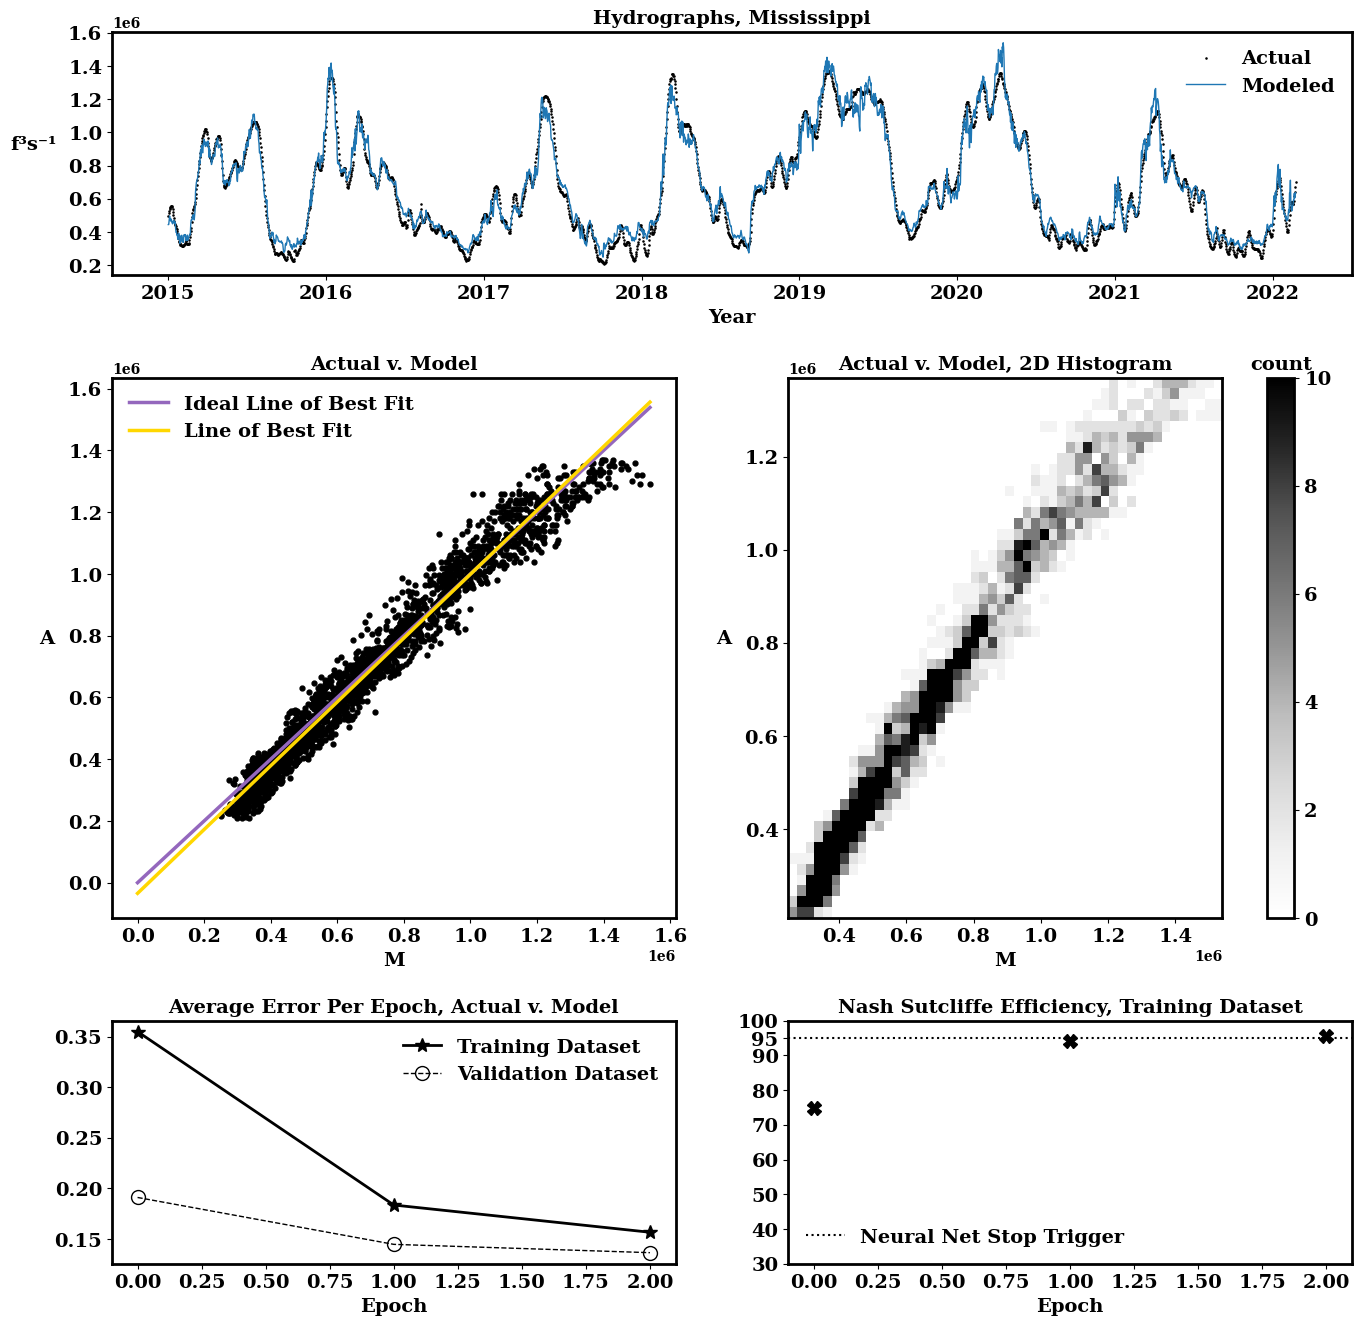 Hydrographs, Mississippi
1e6
1.6
1.4
1.2
1.0
0.8
0.6
0.4
0.2
f³s⁻¹
Actual
Modeled
2015 2016 2017 2018 2019 2020 2021 2022
Year
Actual v. Model
1e6
1.6
1.4
1.2
1.0
0.8
0.6
0.4
0.2
0.0
A
Ideal Line of Best Fit
Line of Best Fit
0.0 0.2 0.4 0.6 0.8 1.0 1.2 1.4 1.6
M
1e6
Actual v. Model, 2D Histogram
1e6
1.2
1.0
0.8
0.6
0.4
A
0.4 0.6 0.8 1.0 1.2 1.4
M
1e6
count
10
8
6
4
2
0
Average Error Per Epoch, Actual v. Model
0.35
0.30
0.25
0.20
0.15
Training Dataset
Validation Dataset
0.00 0.25 0.50 0.75 1.00 1.25 1.50 1.75 2.00
Epoch
Nash Sutcliffe Efficiency, Training Dataset
100
95
90
80
70
60
50
40
30
Neural Net Stop Trigger
0.00 0.25 0.50 0.75 1.00 1.25 1.50 1.75 2.00
Epoch